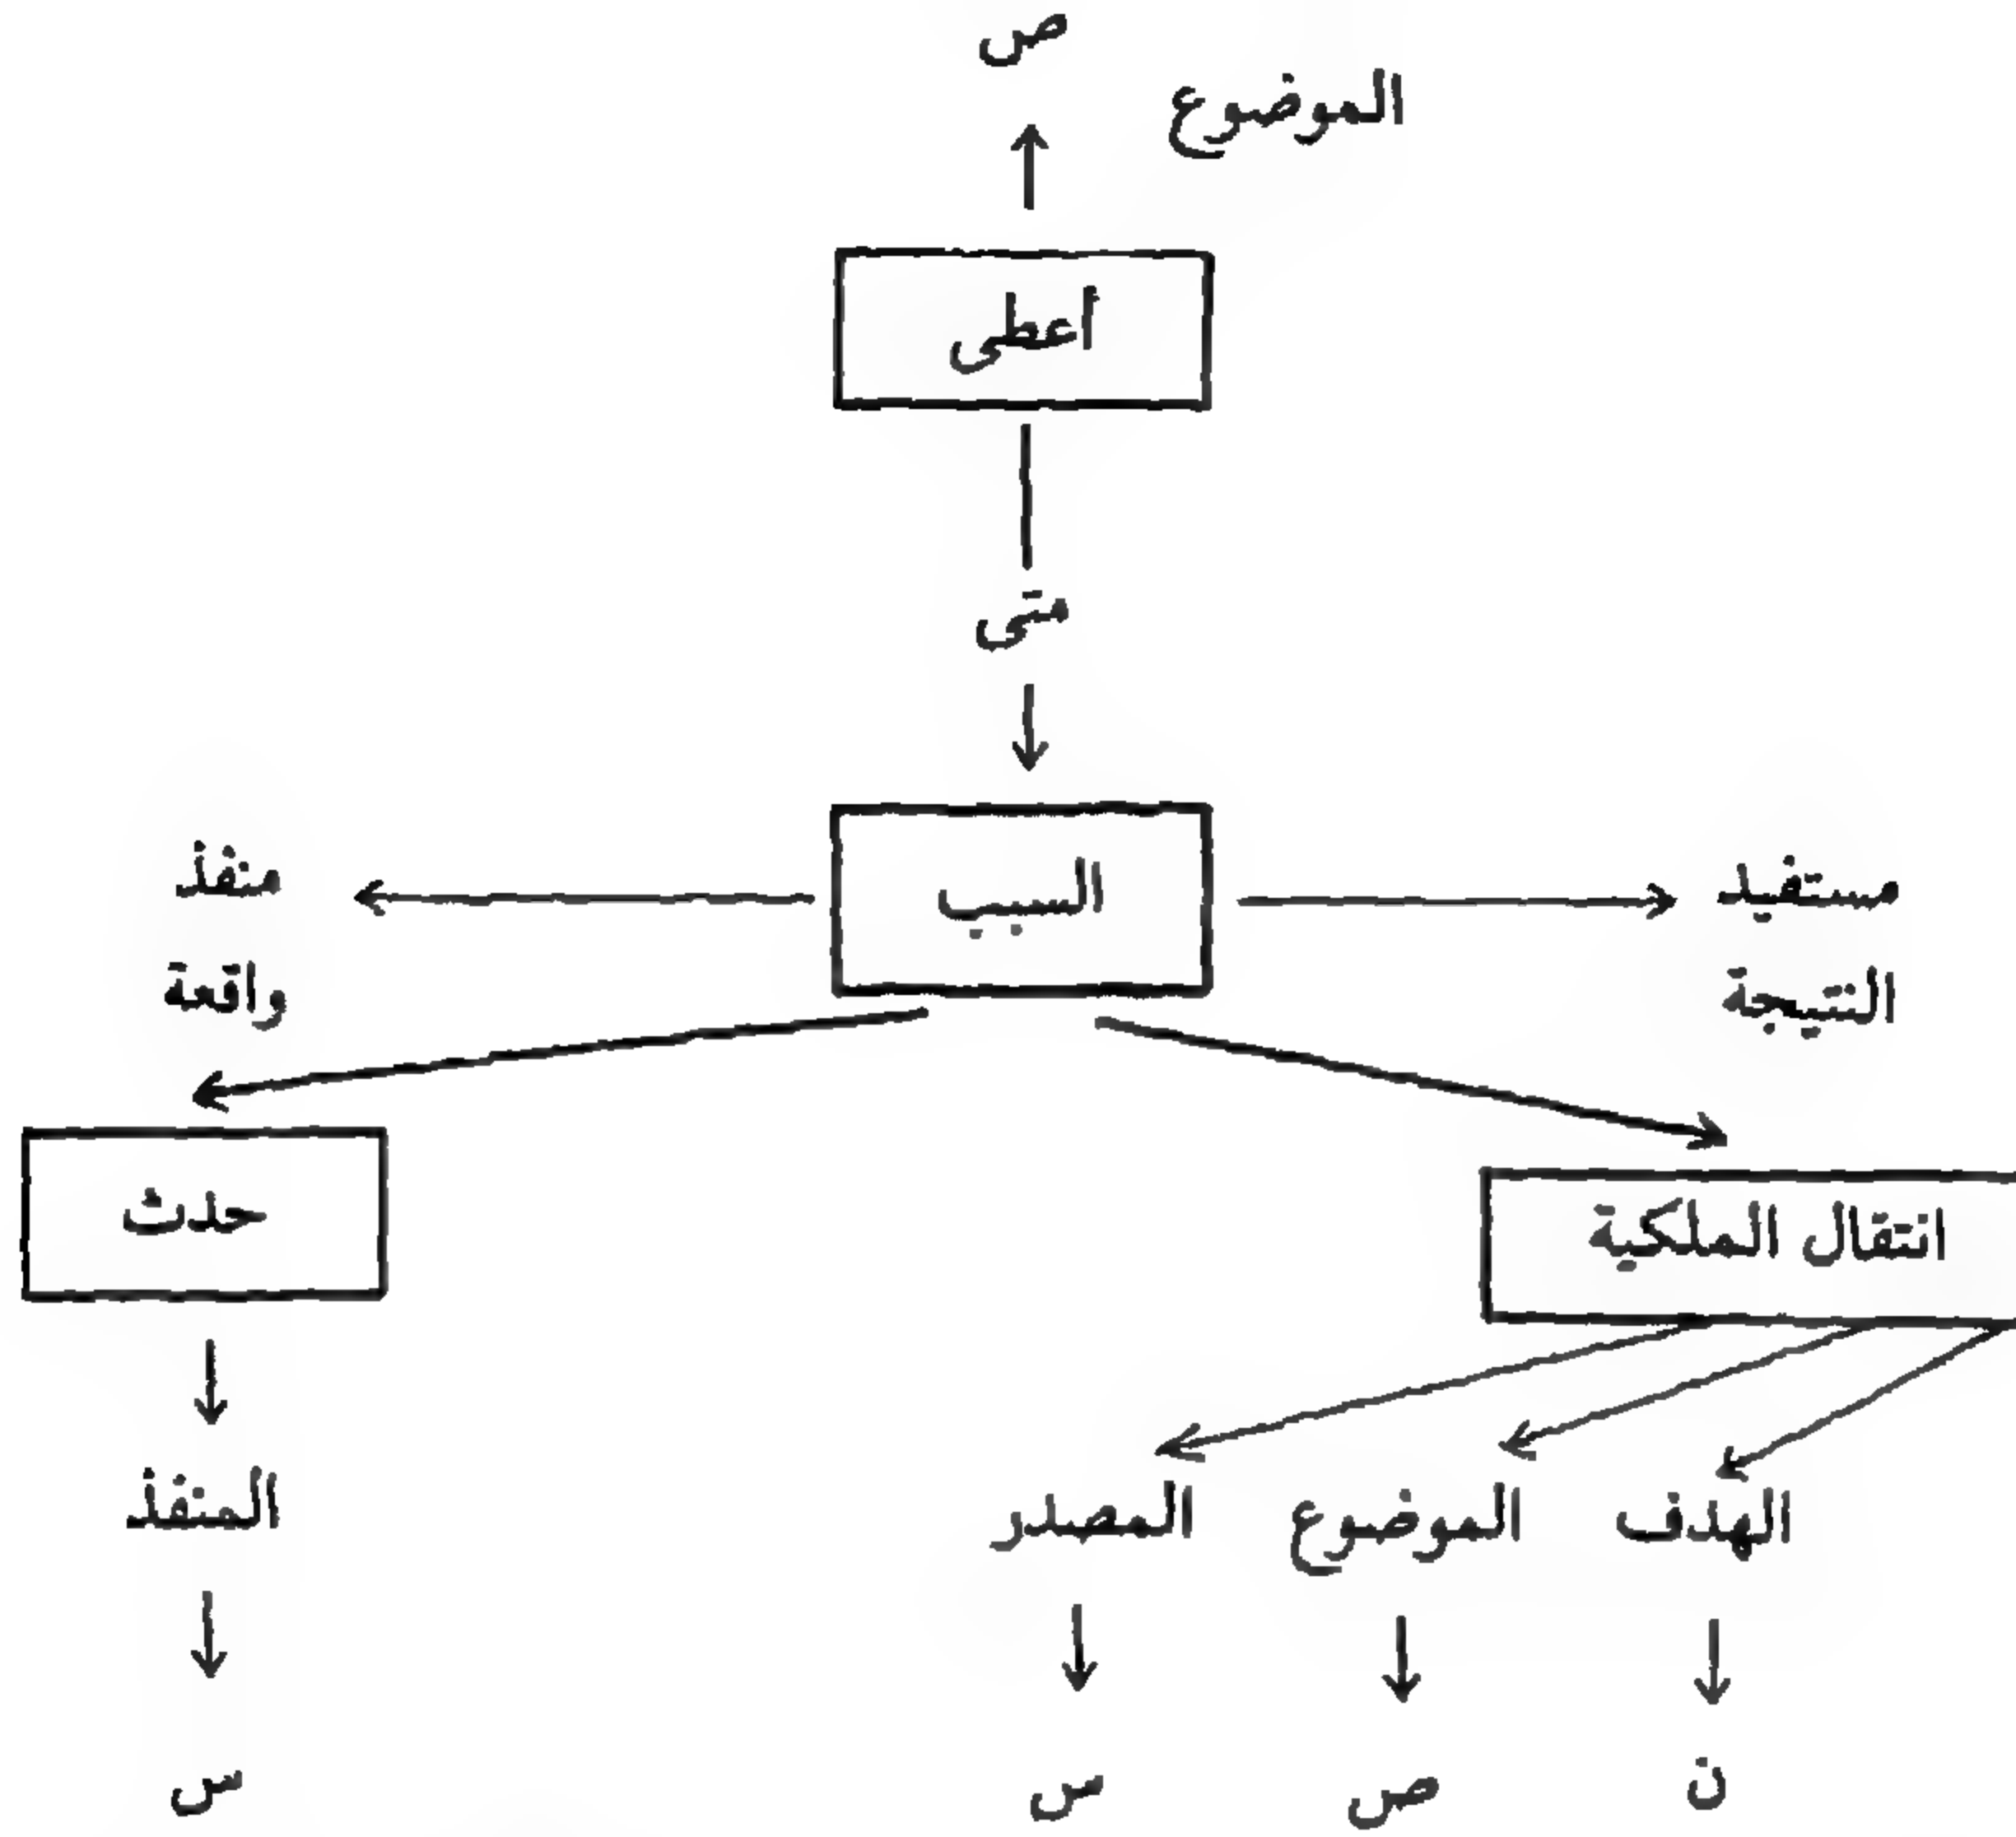 ص
الموضوع
أعطى
متى
مستفيد
السبب
منفذ
النتيجة
واقعة
انتقال الملكية
حدث
الهدف
الموضوع
المصدر
المنفذ
ن
ص
س
س